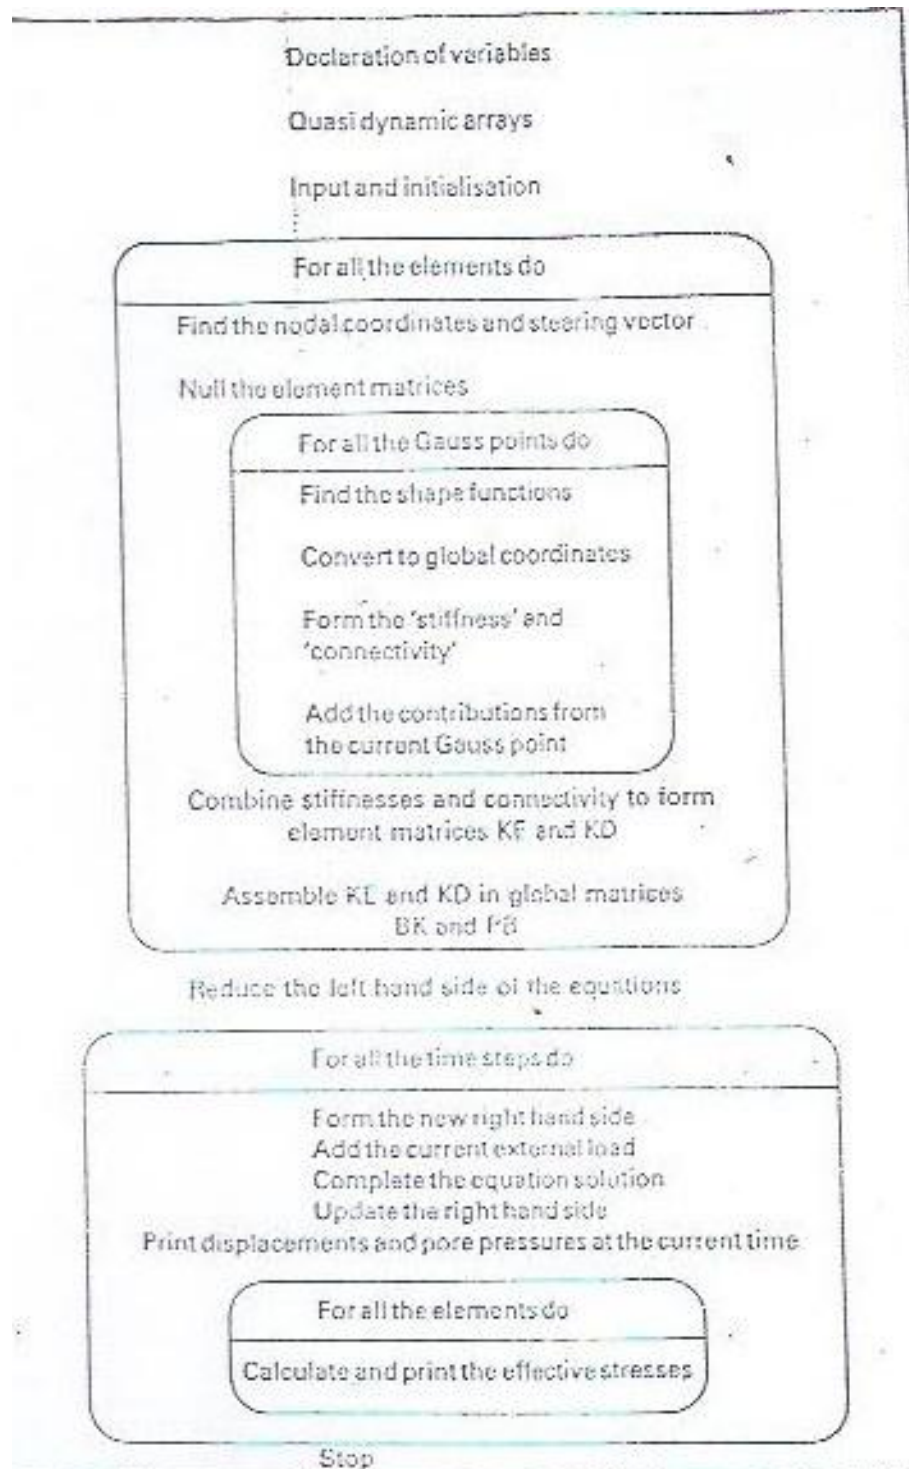 Declaration of variables
Quasi dynamic arrays
Input and initialisation
For all the elements do
Find the nodal coordinates and steering vector
Null the element matrices
For all the Gauss points do
Find the shape functions
Convert to global coordinates
Form the 'stiffness' and
'connectivity'
Add the contributions from
the current Gauss point
Combine stiffnesses and connectivity to form
element matrices KE and KD
Assemble KE and KD in global matrices
BK and PB
Reduce the left hand side of the equations
For all the time steps do
Form the new right hand side
Add the current external load
Complete the equation solution
Update the right hand side
Print displacements and pore pressures at the current time
For all the elements do
Calculate and print the effective stresses
Stop